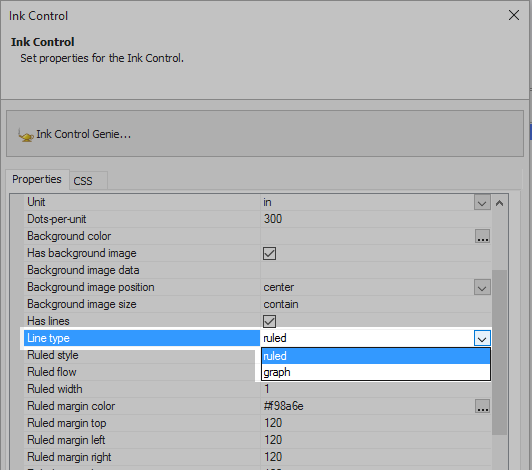 Ink Control
Ink Control
Set properties for the Ink Control.
Ink Control Genie...
Properties CSS
Unit in
Dots-per-unit 300
Background color ...
Has background image
Background image data
Background image position center
Background image size contain
Has lines
Line type ruled
Ruled style ruled
Ruled flow graph
Ruled width 1
Ruled margin color #f98a6e ...
Ruled margin top 120
Ruled margin left 120
Ruled margin right 120